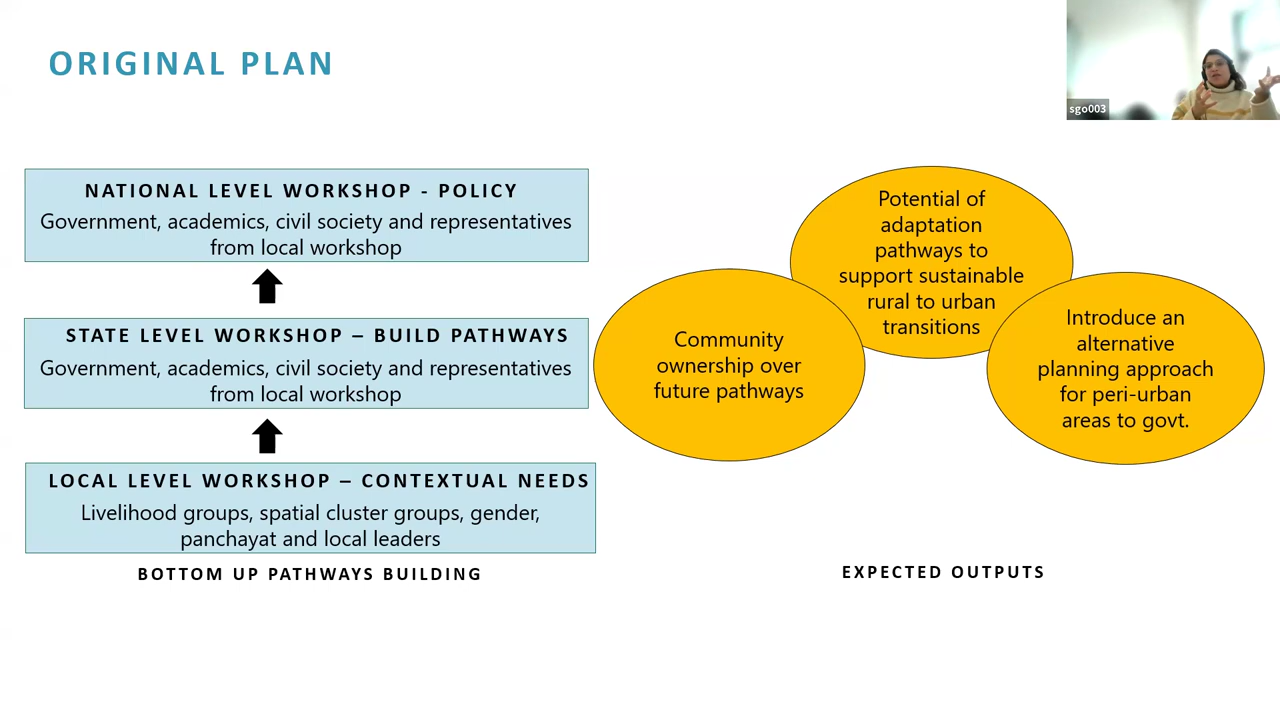 ORIGINAL PLAN
sgo003
NATIONAL LEVEL WORKSHOP - POLICY
Government, academics, civil society and representatives
from local workshop
STATE LEVEL WORKSHOP – BUILD PATHWAYS
Government, academics, civil society and representatives
from local workshop
LOCAL LEVEL WORKSHOP – CONTEXTUAL NEEDS
Livelihood groups, spatial cluster groups, gender,
panchayat and local leaders
BOTTOM UP PATHWAYS BUILDING
Community
ownership over
future pathways
Potential of
adaptation
pathways to
support sustainable
rural to urban
transitions
Introduce an
alternative
planning approach
for peri-urban
areas to govt.
EXPECTED OUTPUTS